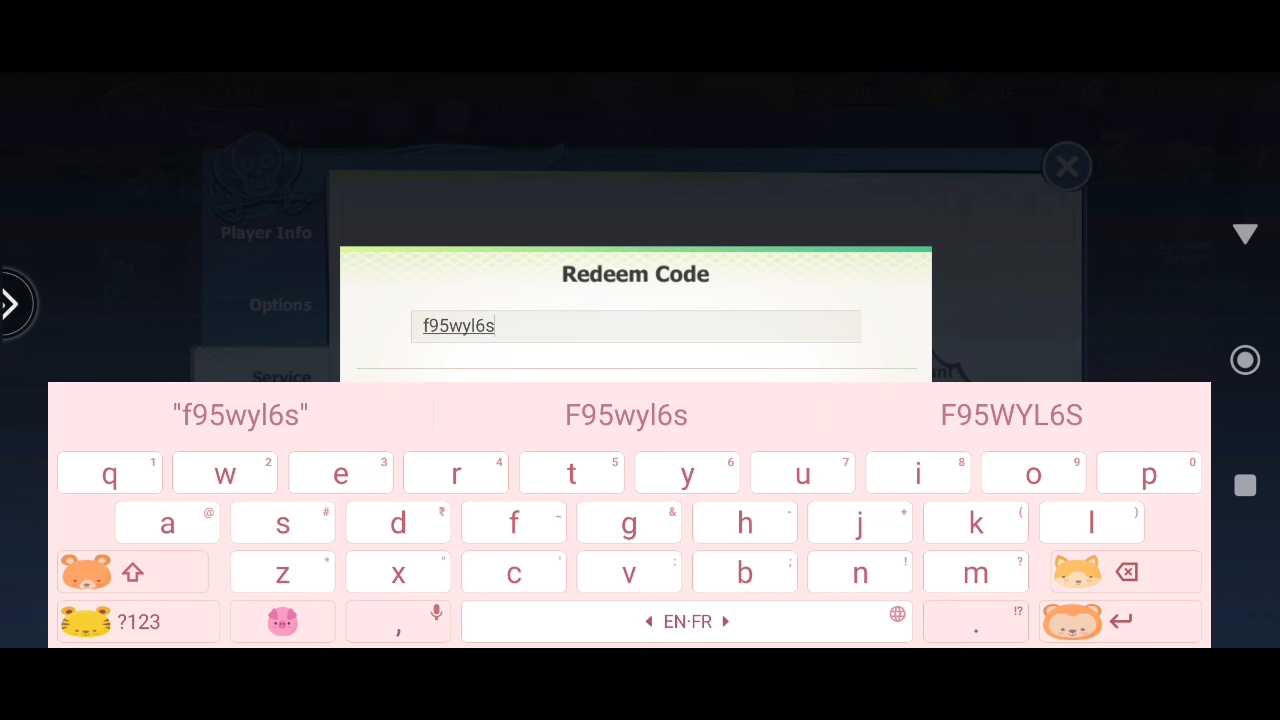 Player Info
Options
Service
Redeem Code
f95wyl6s
"f95wyl6s" F95wyl6s F95WYL6S
q 1 w 2 e 3 r 4 t 5 y 6 u 7 i 8 o 9 p 0
a @ s # d ₹ f _ g & h - j + k ( l )
z * x " c ' v : b ; n ! m ?
?123 , EN·FR . !?